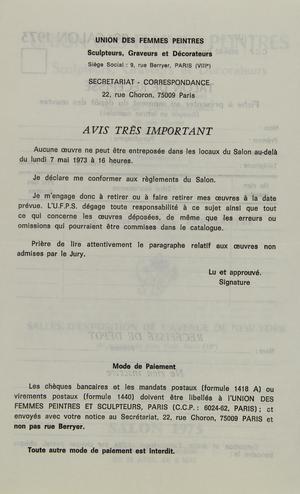 UNION DES FEMMES PEINTRES
Sculpteurs, Graveurs et Décorateurs
Siège Social : 9, rue Berryer, PARIS (VIIIᵉ)
SECRETARIAT - CORRESPONDANCE
22, rue Choron, 75009 Paris
AVIS TRÈS IMPORTANT
Aucune œuvre ne peut être entreposée dans les locaux du Salon au-delà
du lundi 7 mai 1973 à 16 heures.
Je déclare me conformer aux règlements du Salon.
Je m'engage donc à retirer ou à faire retirer mes œuvres à la date
prévue. L'U.F.P.S. dégage toute responsabilité à ce sujet ainsi que tout
ce qui concerne les œuvres déposées, de même que les erreurs ou
omissions qui pourraient être commises dans le catalogue.
Prière de lire attentivement le paragraphe relatif aux œuvres non
admises par le Jury.
Lu et approuvé.
Signature
Mode de Paiement
Les chèques bancaires et les mandats postaux (formule 1418 A) ou
virements postaux (formule 1440) doivent être libellés à l'UNION DES
FEMMES PEINTRES ET SCULPTEURS, PARIS (C.C.P. : 6024-62, PARIS) ; et
envoyés avec votre notice au Secrétariat, 22, rue Choron, 75009 PARIS et
non pas rue Berryer.
Toute autre mode de paiement est interdit.